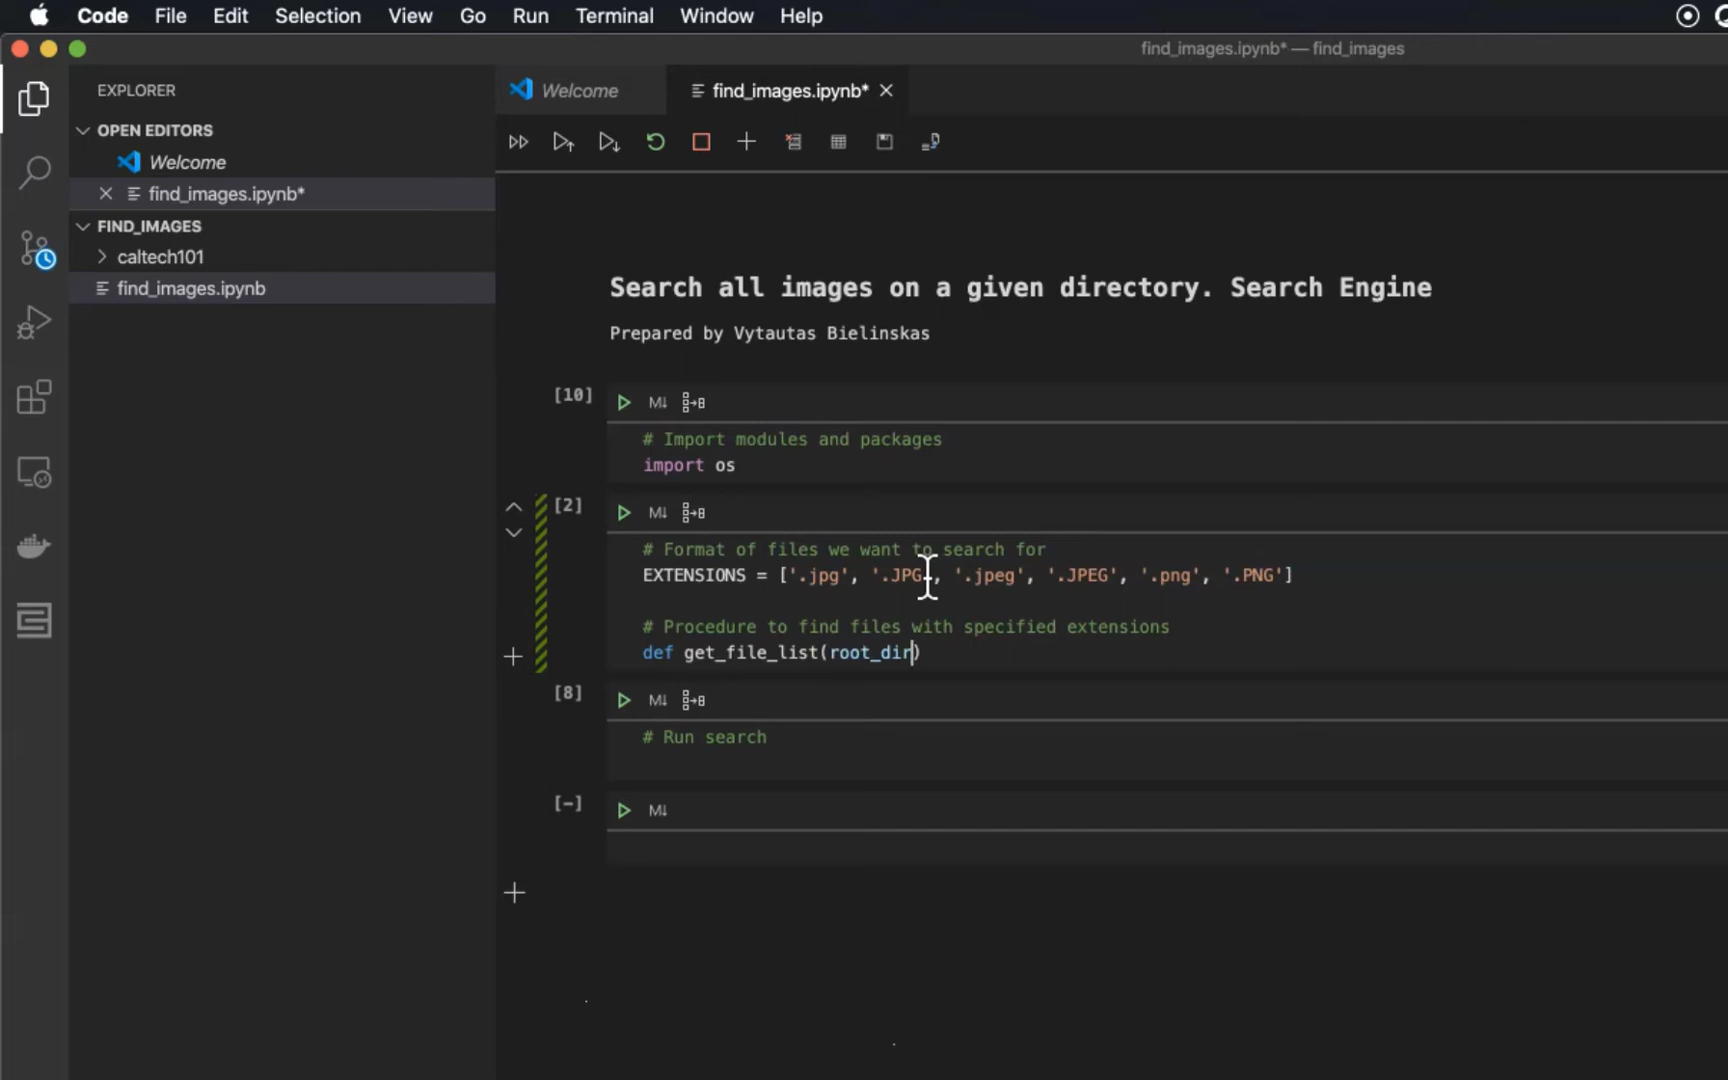 Code File Edit Selection View Go Run Terminal Window Help
find_images.ipynb* — find_images
EXPLORER
OPEN EDITORS
Welcome
find_images.ipynb*
FIND_IMAGES
caltech101
find_images.ipynb
Welcome find_images.ipynb*
Search all images on a given directory. Search Engine
Prepared by Vytautas Bielinskas
[10] M↓
# Import modules and packages
import os
[2] M↓
# Format of files we want to search for
EXTENSIONS = ['.jpg', '.JPG', '.jpeg', '.JPEG', '.png', '.PNG']
# Procedure to find files with specified extensions
def get_file_list(root_dir)
[8] M↓
# Run search
[-] M↓